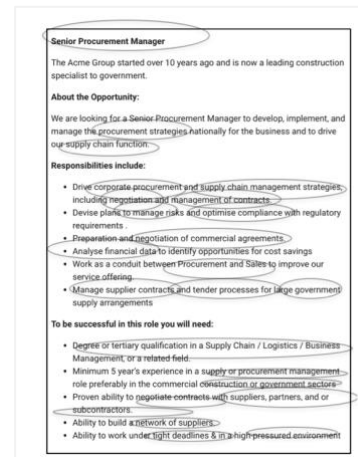 Senior Procurement Manager
The Acme Group started over 10 years ago and is now a leading construction
specialist to government.
About the Opportunity:
We are looking for a Senior Procurement Manager to develop, implement, and
manage the procurement strategies nationally for the business and to drive
our supply chain function.
Responsibilities include:
• Drive corporate procurement and supply chain management strategies,
including negotiation and management of contracts.
• Devise plans to manage risks and optimise compliance with regulatory
requirements .
• Preparation and negotiation of commercial agreements.
• Analyse financial data to identify opportunities for cost savings
• Work as a conduit between Procurement and Sales to improve our
service offering.
• Manage supplier contracts and tender processes for large government
supply arrangements
To be successful in this role you will need:
• Degree or tertiary qualification in a Supply Chain / Logistics / Business
Management, or a related field.
• Minimum 5 year's experience in a supply or procurement management
role preferably in the commercial construction or government sectors
• Proven ability to negotiate contracts with suppliers, partners, and or
subcontractors.
• Ability to build a network of suppliers.
• Ability to work under tight deadlines & in a high-pressured environment